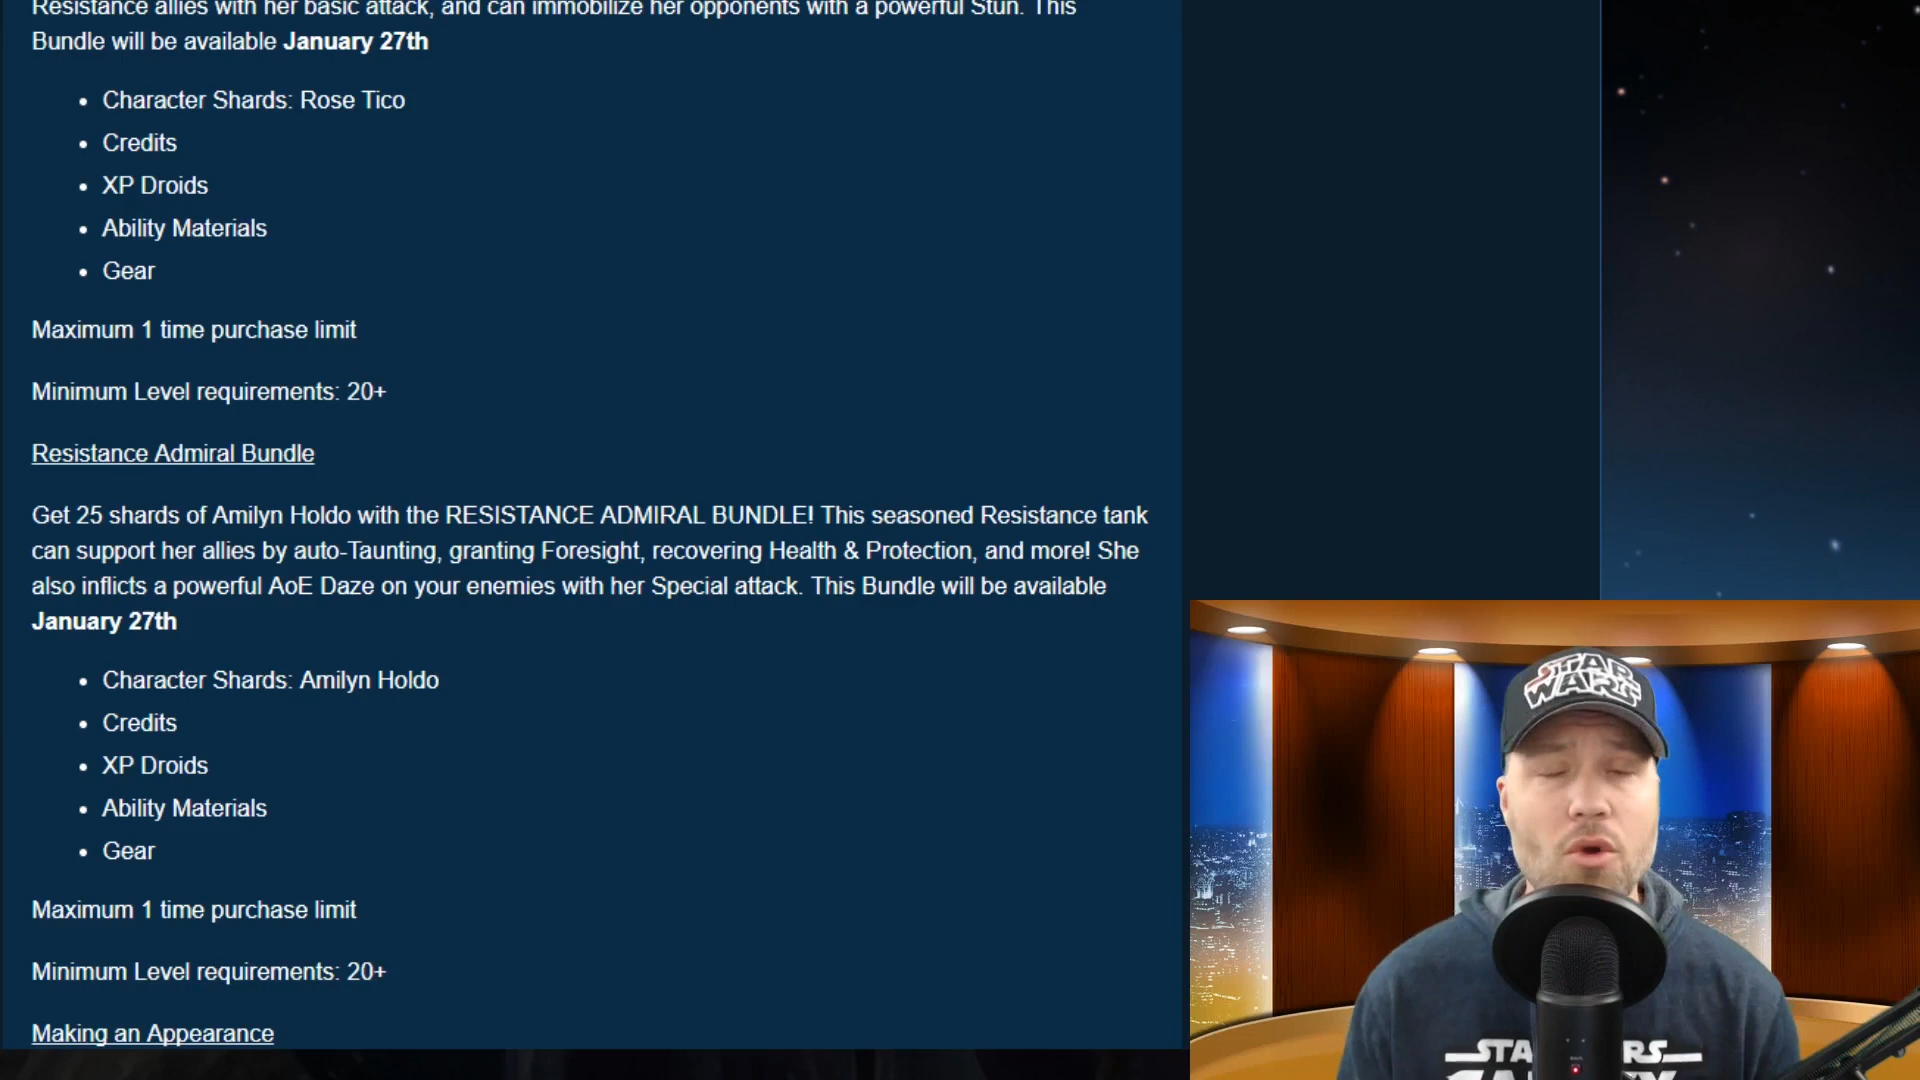 Resistance allies with her basic attack, and can immobilize her opponents with a powerful Stun. This
Bundle will be available January 27th
• Character Shards: Rose Tico
• Credits
• XP Droids
• Ability Materials
• Gear
Maximum 1 time purchase limit
Minimum Level requirements: 20+
Resistance Admiral Bundle
Get 25 shards of Amilyn Holdo with the RESISTANCE ADMIRAL BUNDLE! This seasoned Resistance tank
can support her allies by auto-Taunting, granting Foresight, recovering Health & Protection, and more! She
also inflicts a powerful AoE Daze on your enemies with her Special attack. This Bundle will be available
January 27th
• Character Shards: Amilyn Holdo
• Credits
• XP Droids
• Ability Materials
• Gear
Maximum 1 time purchase limit
Minimum Level requirements: 20+
Making an Appearance
STAR
WARS